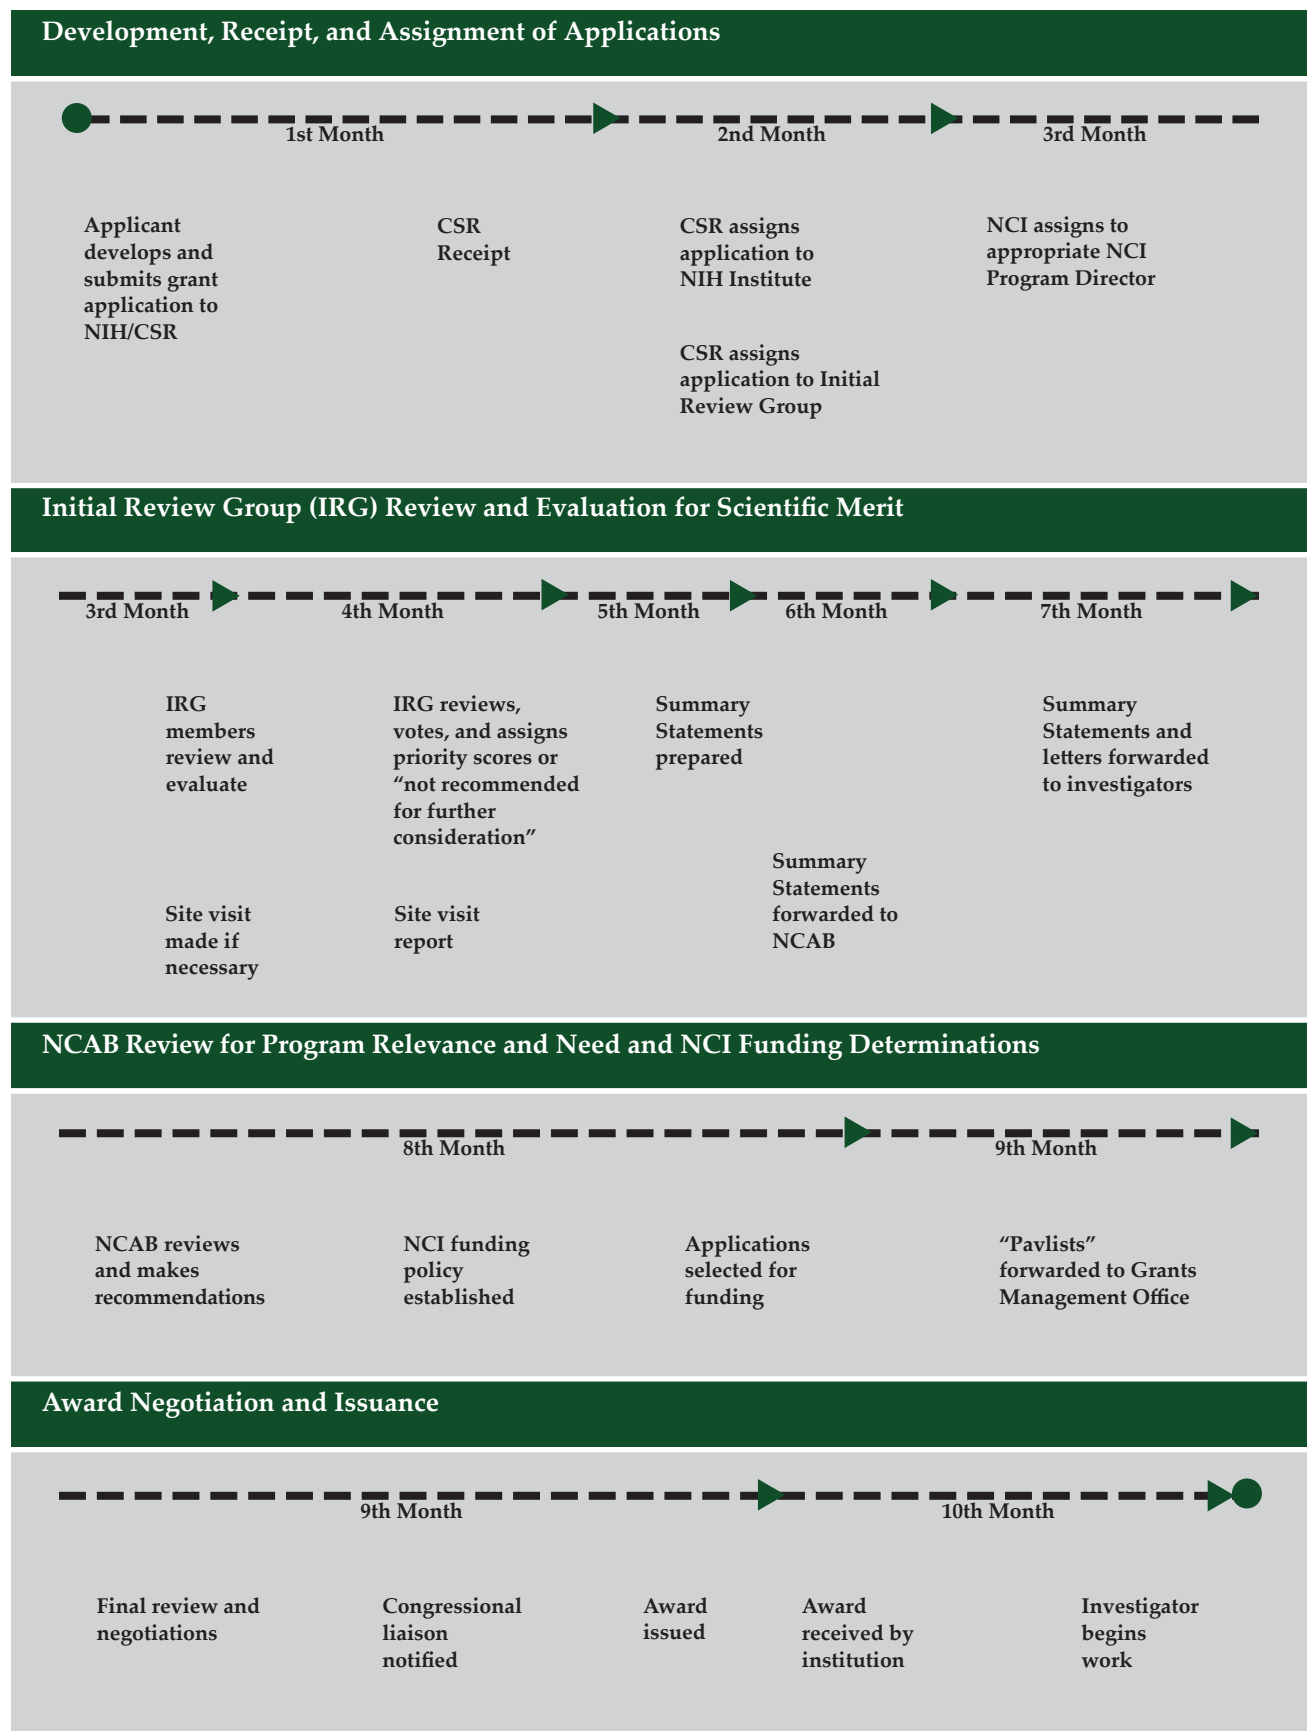 Development, Receipt, and Assignment of Applications
1st Month
2nd Month
3rd Month
Applicant
develops and
submits grant
application to
NIH/CSR
CSR
Receipt
CSR assigns
application to
NIH Institute
CSR assigns
application to Initial
Review Group
NCI assigns to
appropriate NCI
Program Director
Initial Review Group (IRG) Review and Evaluation for Scientific Merit
3rd Month
4th Month
5th Month
6th Month
7th Month
IRG
members
review and
evaluate
Site visit
made if
necessary
IRG reviews,
votes, and assigns
priority scores or
“not recommended
for further
consideration”
Site visit
report
Summary
Statements
prepared
Summary
Statements
forwarded to
NCAB
Summary
Statements and
letters forwarded
to investigators
NCAB Review for Program Relevance and Need and NCI Funding Determinations
8th Month
9th Month
NCAB reviews
and makes
recommendations
NCI funding
policy
established
Applications
selected for
funding
“Pavlists”
forwarded to Grants
Management Office
Award Negotiation and Issuance
9th Month
10th Month
Final review and
negotiations
Congressional
liaison
notified
Award
issued
Award
received by
institution
Investigator
begins
work